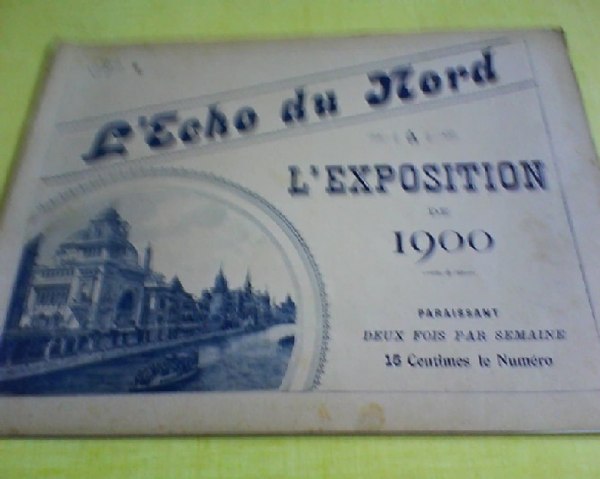 L'Echo du Nord
à
L'EXPOSITION
DE
1900
PARAISSANT
DEUX FOIS PAR SEMAINE
15 Centimes le Numéro